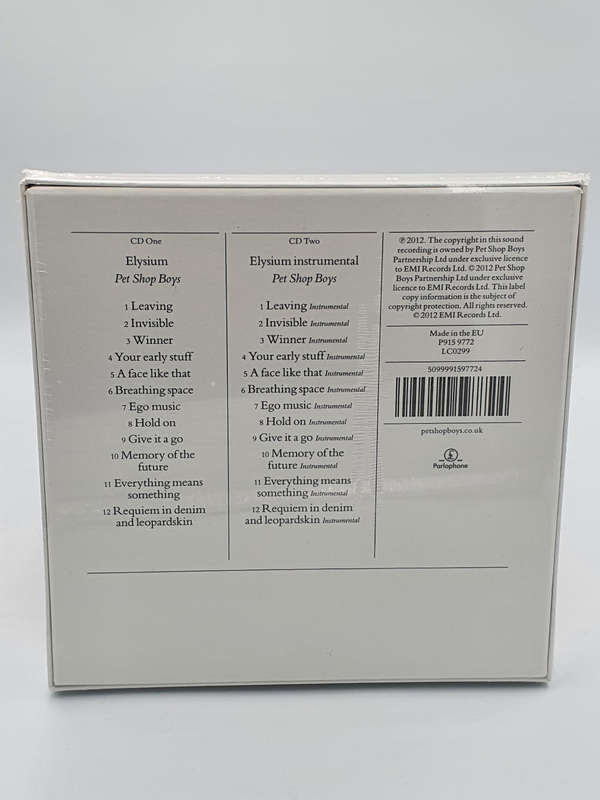 CD One
Elysium
Pet Shop Boys
1 Leaving
2 Invisible
3 Winner
4 Your early stuff
5 A face like that
6 Breathing space
7 Ego music
8 Hold on
9 Give it a go
10 Memory of the
future
11 Everything means
something
12 Requiem in denim
and leopardskin
CD Two
Elysium instrumental
Pet Shop Boys
1 Leaving Instrumental
2 Invisible Instrumental
3 Winner Instrumental
4 Your early stuff Instrumental
5 A face like that Instrumental
6 Breathing space Instrumental
7 Ego music Instrumental
8 Hold on Instrumental
9 Give it a go Instrumental
10 Memory of the
future Instrumental
11 Everything means
something Instrumental
12 Requiem in denim
and leopardskin Instrumental
℗ 2012. The copyright in this sound
recording is owned by Pet Shop Boys
Partnership Ltd under exclusive licence
to EMI Records Ltd. © 2012 Pet Shop
Boys Partnership Ltd under exclusive
licence to EMI Records Ltd. This label
copy information is the subject of
copyright protection. All rights reserved.
© 2012 EMI Records Ltd.
Made in the EU
P915 9772
LC0299
5099991597724
petshopboys.co.uk
Parlophone